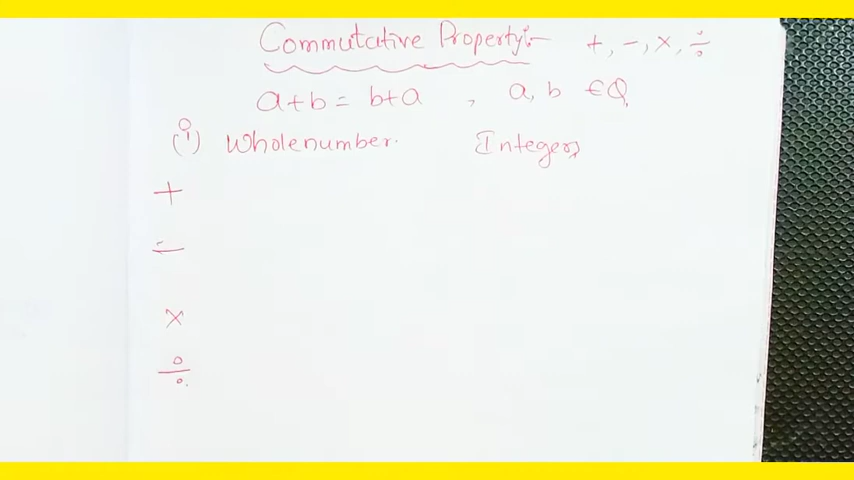 Commutative Property:- +, -, ×, ÷
a+b = b+a , a, b ∈ Q
(i) Wholenumber. Integers
+
-
×
÷